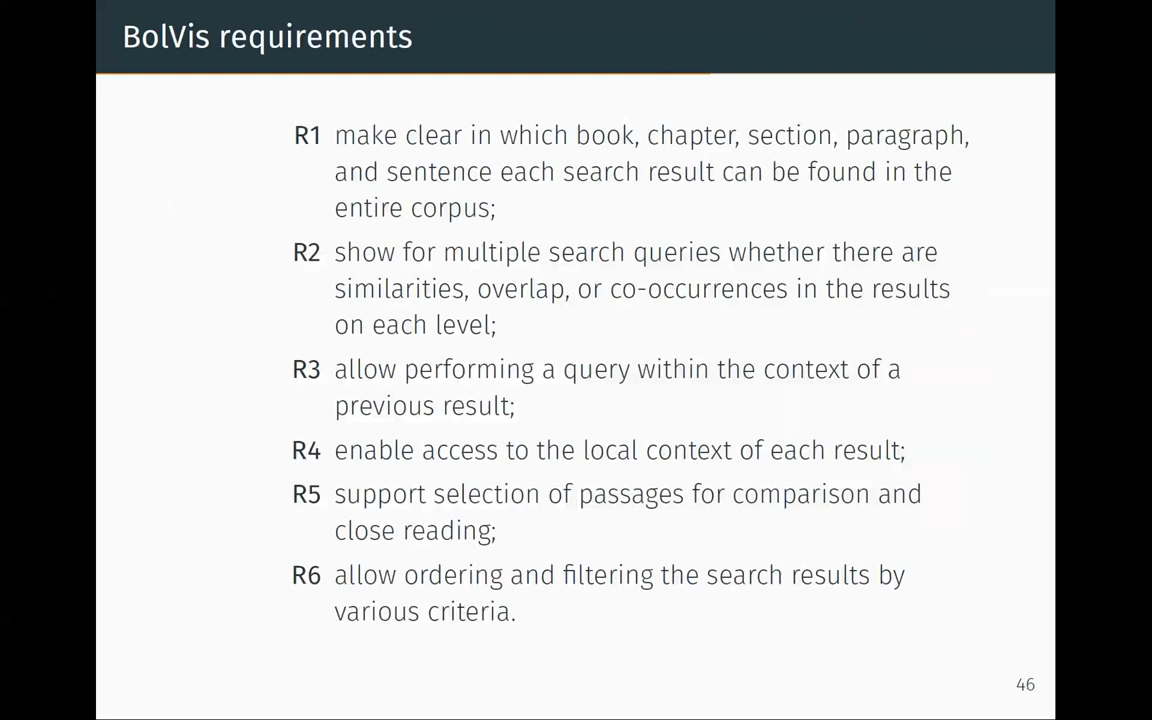 BolVis requirements
R1 make clear in which book, chapter, section, paragraph,
and sentence each search result can be found in the
entire corpus;
R2 show for multiple search queries whether there are
similarities, overlap, or co-occurrences in the results
on each level;
R3 allow performing a query within the context of a
previous result;
R4 enable access to the local context of each result;
R5 support selection of passages for comparison and
close reading;
R6 allow ordering and filtering the search results by
various criteria.
46